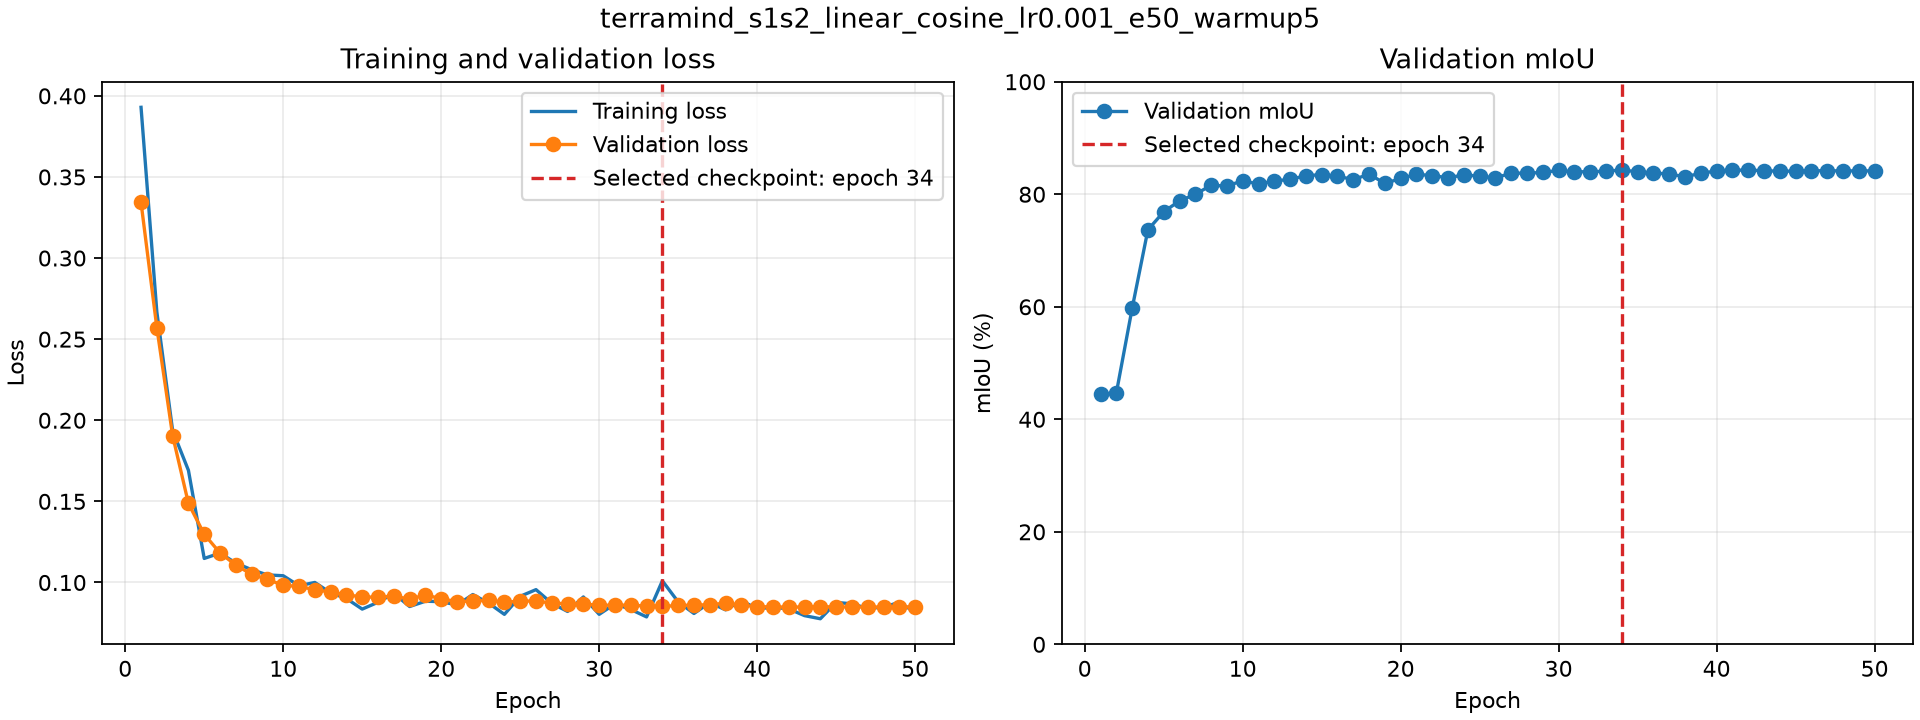 terramind_s1s2_linear_cosine_lr0.001_e50_warmup5
Training and validation loss
Training loss
Validation loss
Selected checkpoint: epoch 34
0.40
0.35
0.30
0.25
0.20
0.15
0.10
Loss
0
10
20
30
40
50
Epoch
Validation mIoU
Validation mIoU
Selected checkpoint: epoch 34
100
80
60
40
20
0
mIoU (%)
0
10
20
30
40
50
Epoch